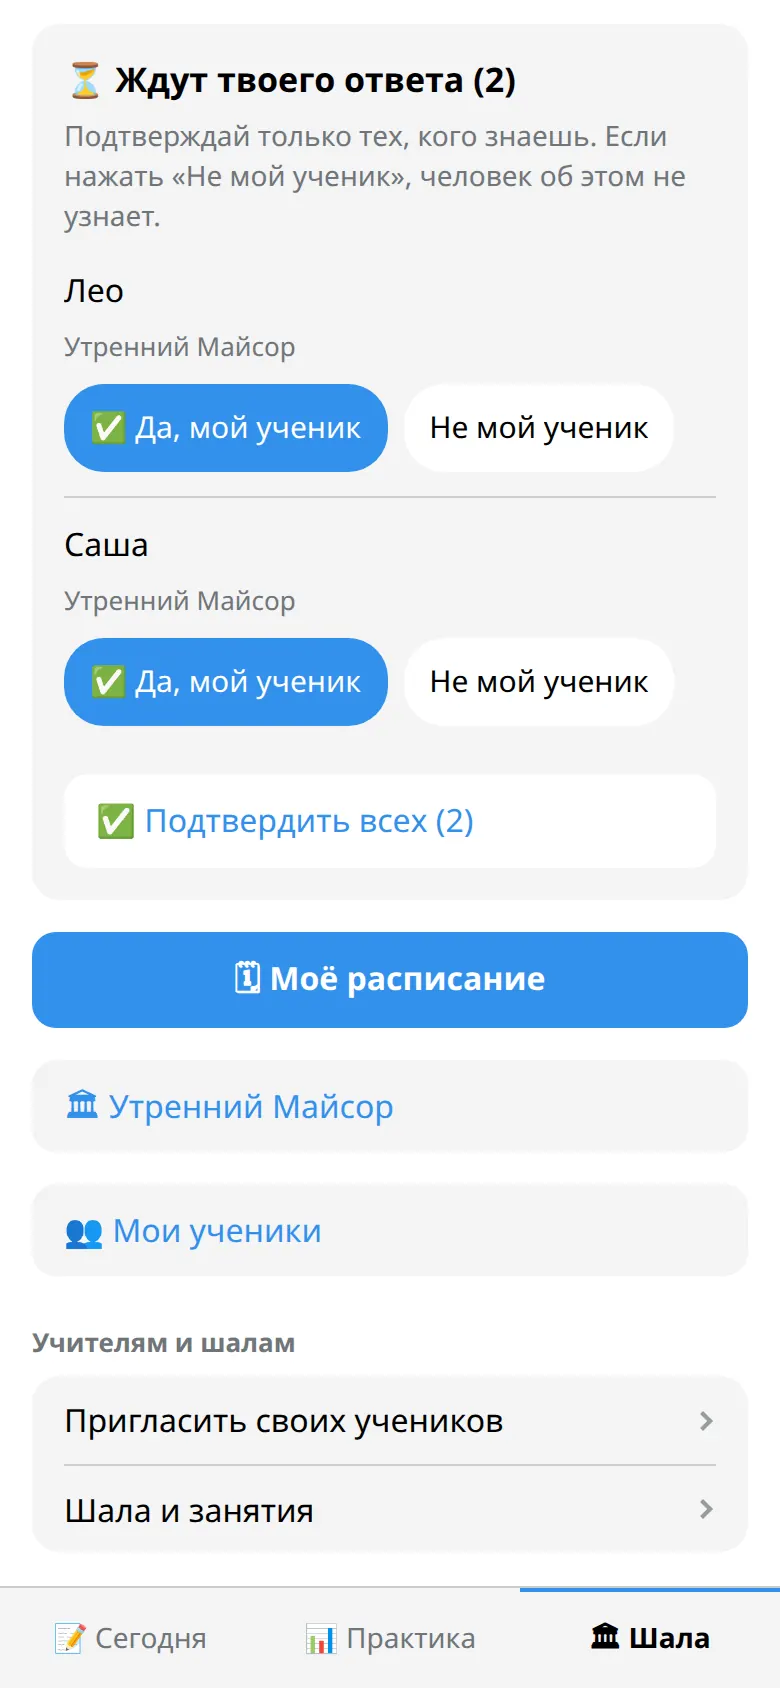 ⏳ Ждут твоего ответа (2)
Подтверждай только тех, кого знаешь. Если
нажать «Не мой ученик», человек об этом не
узнает.
Лео
Утренний Майсор
✅ Да, мой ученик
Не мой ученик
Саша
Утренний Майсор
✅ Да, мой ученик
Не мой ученик
✅ Подтвердить всех (2)
🗓 Моё расписание
🏛 Утренний Майсор
👥 Мои ученики
Учителям и шалам
Пригласить своих учеников
Шала и занятия
📝 Сегодня
📊 Практика
🏛 Шала